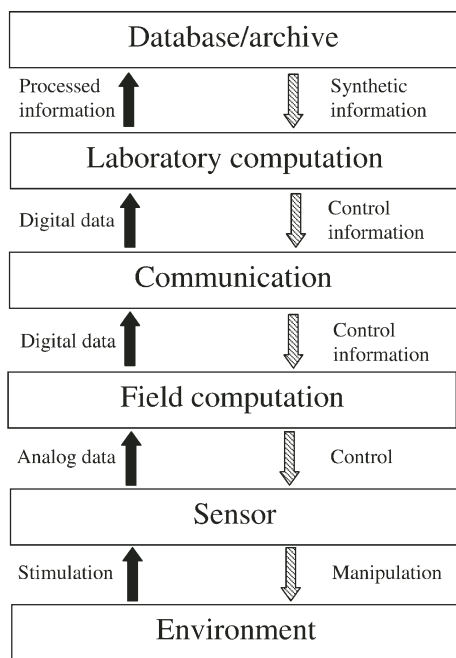 Database/archive
Processed
information
Synthetic
information
Laboratory computation
Digital data
Control
information
Communication
Digital data
Control
information
Field computation
Analog data
Control
Sensor
Stimulation
Manipulation
Environment